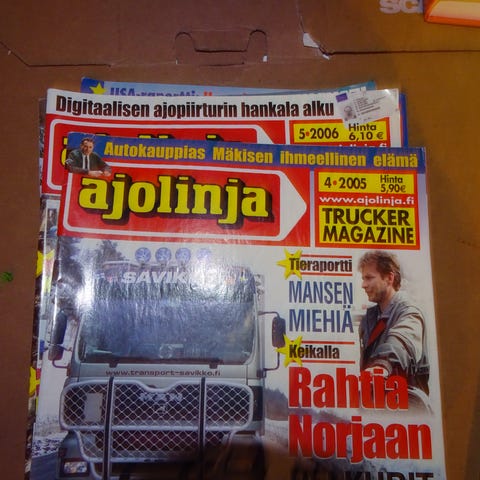 USA-raportti:
Digitaalisen ajopiirturin hankala alku
5•2006 Hinta
6,10 €
Autokauppias Mäkisen ihmeellinen elämä
ajolinja
4•2005 Hinta
5,90€
www.ajolinja.fi
TRUCKER
MAGAZINE
SAVIKKO
Tieraportti
MANSEN
MIEHIÄ
Keikalla
Rahtia
Norjaan
www.transport-savikko.fi
MAN